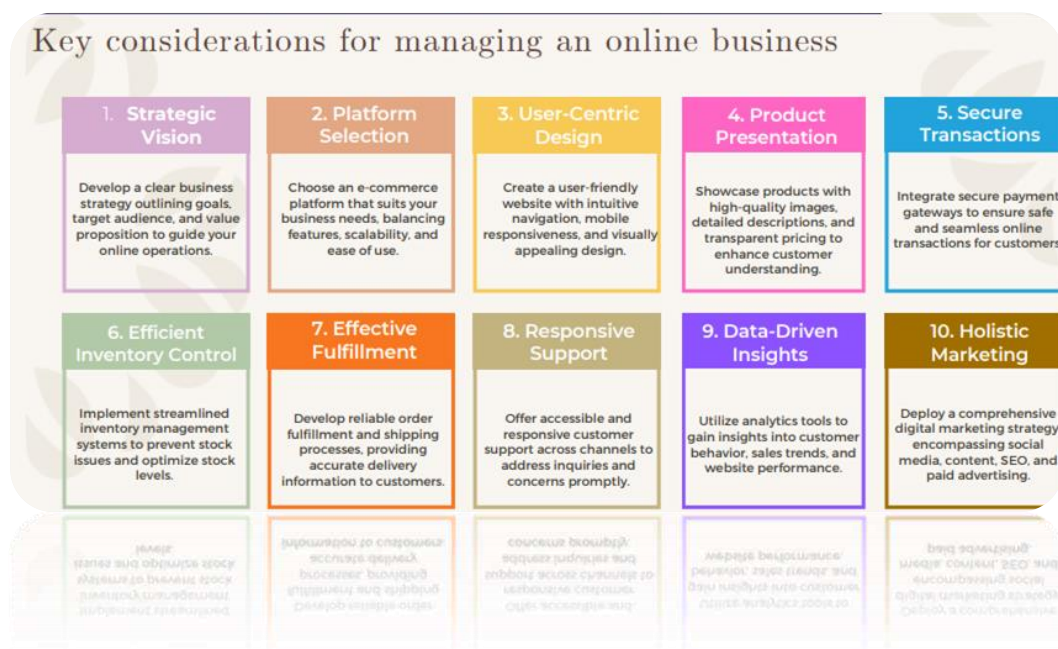 Key considerations for managing an online business
1. Strategic
Vision
Develop a clear business
strategy outlining goals,
target audience, and value
proposition to guide your
online operations.
2. Platform
Selection
Choose an e-commerce
platform that suits your
business needs, balancing
features, scalability, and
ease of use.
3. User-Centric
Design
Create a user-friendly
website with intuitive
navigation, mobile
responsiveness, and visually
appealing design.
4. Product
Presentation
Showcase products with
high-quality images,
detailed descriptions, and
transparent pricing to
enhance customer
understanding.
5. Secure
Transactions
Integrate secure payment
gateways to ensure safe
and seamless online
transactions for customers
6. Efficient
Inventory Control
Implement streamlined
inventory management
systems to prevent stock
issues and optimize stock
levels.
7. Effective
Fulfillment
Develop reliable order
fulfillment and shipping
processes, providing
accurate delivery
information to customers.
8. Responsive
Support
Offer accessible and
responsive customer
support across channels to
address inquiries and
concerns promptly.
9. Data-Driven
Insights
Utilize analytics tools to
gain insights into customer
behavior, sales trends, and
website performance.
10. Holistic
Marketing
Deploy a comprehensive
digital marketing strategy
encompassing social
media, content, SEO, and
paid advertising.